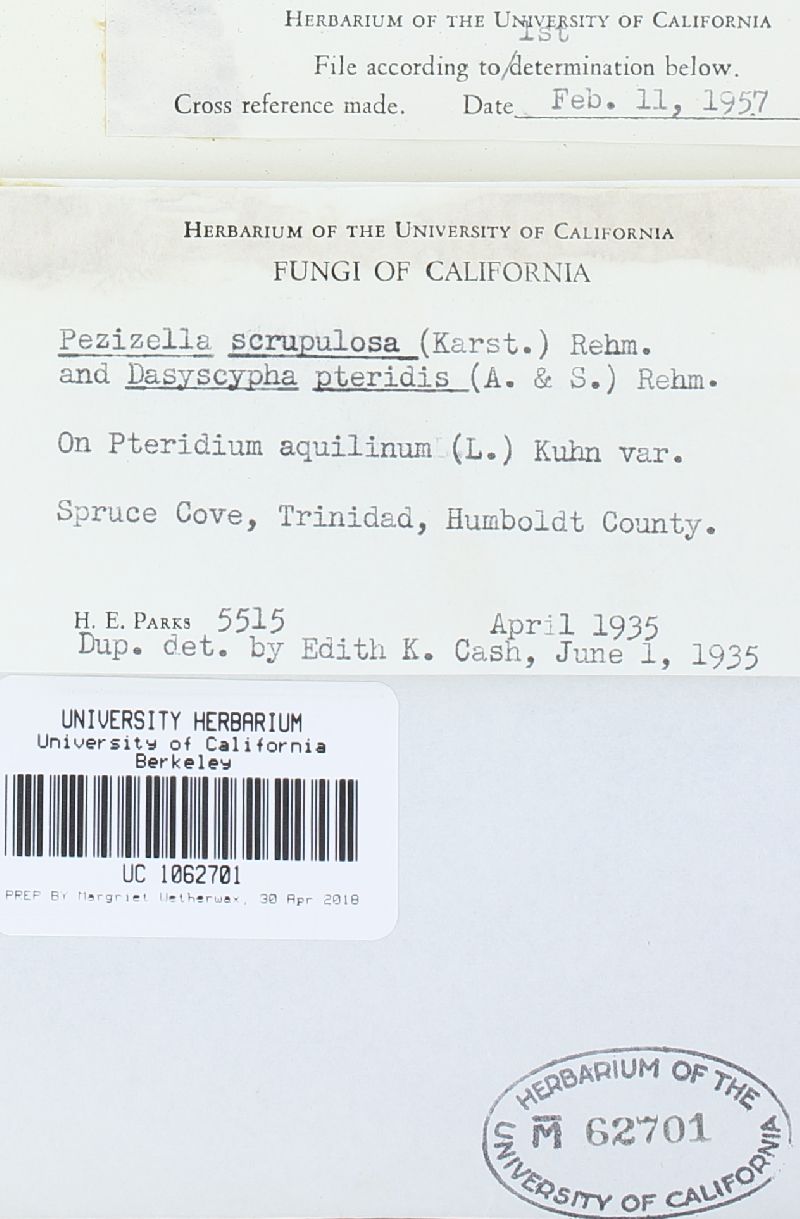 HERBARIUM OF THE UNIVERSITY OF CALIFORNIA
1st
File according to/determination below.
Cross reference made. Date Feb. 11, 1957
HERBARIUM OF THE UNIVERSITY OF CALIFORNIA
FUNGI OF CALIFORNIA
Pezizella scrupulosa (Karst.) Rehm.
and Dasyscypha pteridis (A. & S.) Rehm.
On Pteridium aquilinum (L.) Kuhn var.
Spruce Cove, Trinidad, Humboldt County.
H. E. PARKS 5515 April 1935
Dup. det. by Edith K. Cash, June 1, 1935
UNIVERSITY HERBARIUM
University of California
Berkeley
UC 1062701
PREP BY Margriet Wetherwax, 30 Apr 2018
HERBARIUM OF THE
M̅ 62701
UNIVERSITY OF CALIFORNIA